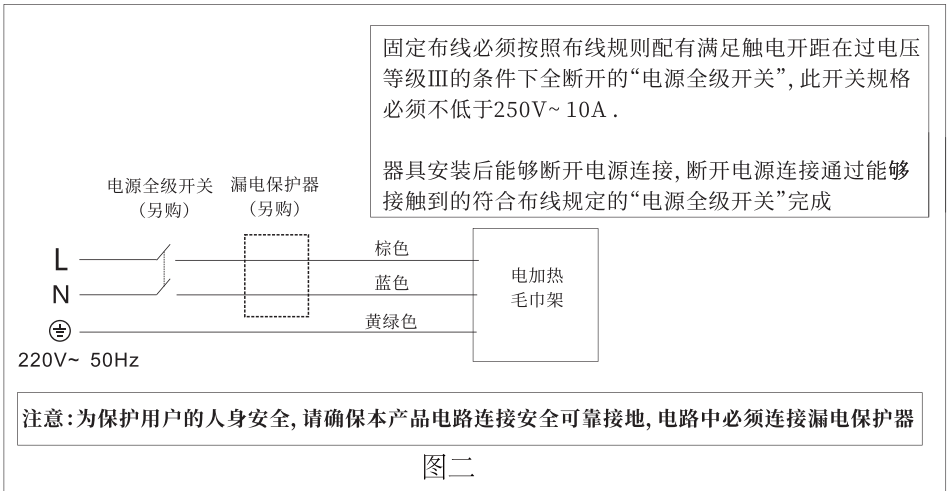 固定布线必须按照布线规则配有满足触电开距在过电压
等级Ⅲ的条件下全断开的“电源全级开关”,此开关规格
必须不低于250V~ 10A .
器具安装后能够断开电源连接,断开电源连接通过能够
接触到的符合布线规定的“电源全级开关”完成
电源全级开关
（另购）
漏电保护器
（另购）
L
棕色
N
蓝色
黄绿色
220V~ 50Hz
电加热
毛巾架
注意:为保护用户的人身安全,请确保本产品电路连接安全可靠接地,电路中必须连接漏电保护器
图二